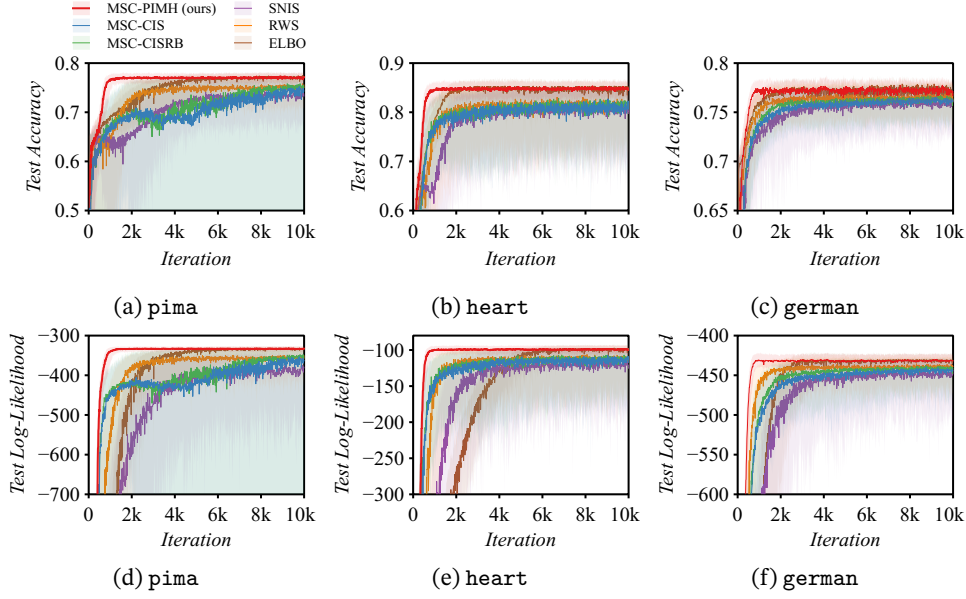 MSC-PIMH (ours) SNIS
MSC-CIS RWS
MSC-CISRB ELBO
Test Accuracy
0.8
0.7
0.6
0.5
0 2k 4k 6k 8k 10k
Iteration
(a) pima
Test Accuracy
0.9
0.8
0.7
0.6
0 2k 4k 6k 8k 10k
Iteration
(b) heart
Test Accuracy
0.8
0.75
0.7
0.65
0 2k 4k 6k 8k 10k
Iteration
(c) german
Test Log-Likelihood
−300
−400
−500
−600
−700
0 2k 4k 6k 8k 10k
Iteration
(d) pima
Test Log-Likelihood
−100
−150
−200
−250
−300
0 2k 4k 6k 8k 10k
Iteration
(e) heart
Test Log-Likelihood
−400
−450
−500
−550
−600
0 2k 4k 6k 8k 10k
Iteration
(f) german